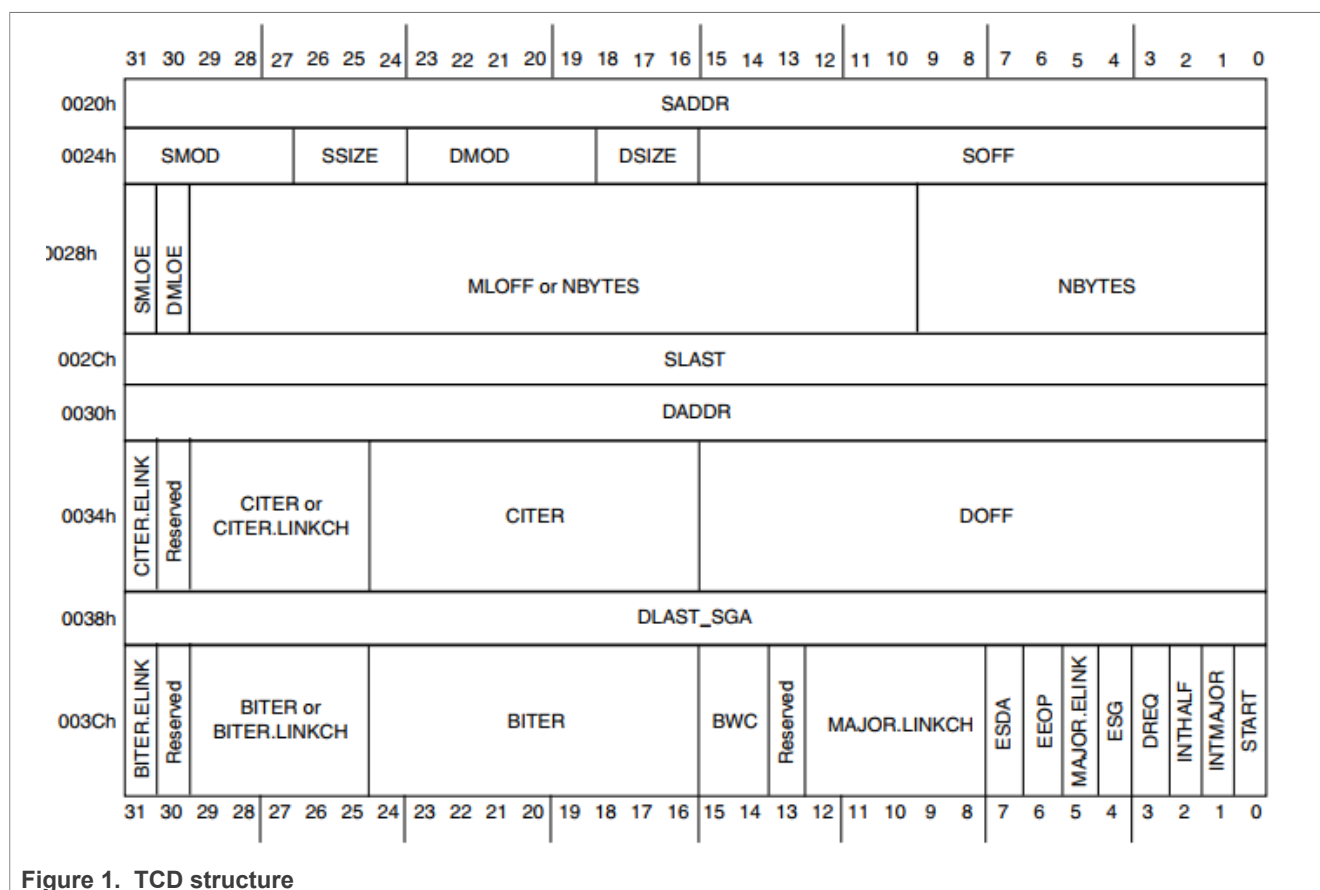 31 30 29 28 27 26 25 24 23 22 21 20 19 18 17 16 15 14 13 12 11 10 9 8 7 6 5 4 3 2 1 0
0020h SADDR
0024h SMOD SSIZE DMOD DSIZE SOFF
0028h SMLOE DMLOE MLOFF or NBYTES NBYTES
002Ch SLAST
0030h DADDR
0034h CITER.ELINK Reserved CITER or
CITER.LINKCH CITER DOFF
0038h DLAST_SGA
003Ch BITER.ELINK Reserved BITER or
BITER.LINKCH BITER BWC Reserved MAJOR.LINKCH ESDA EEOP MAJOR.ELINK ESG DREQ INTHALF INTMAJOR START
31 30 29 28 27 26 25 24 23 22 21 20 19 18 17 16 15 14 13 12 11 10 9 8 7 6 5 4 3 2 1 0
Figure 1. TCD structure